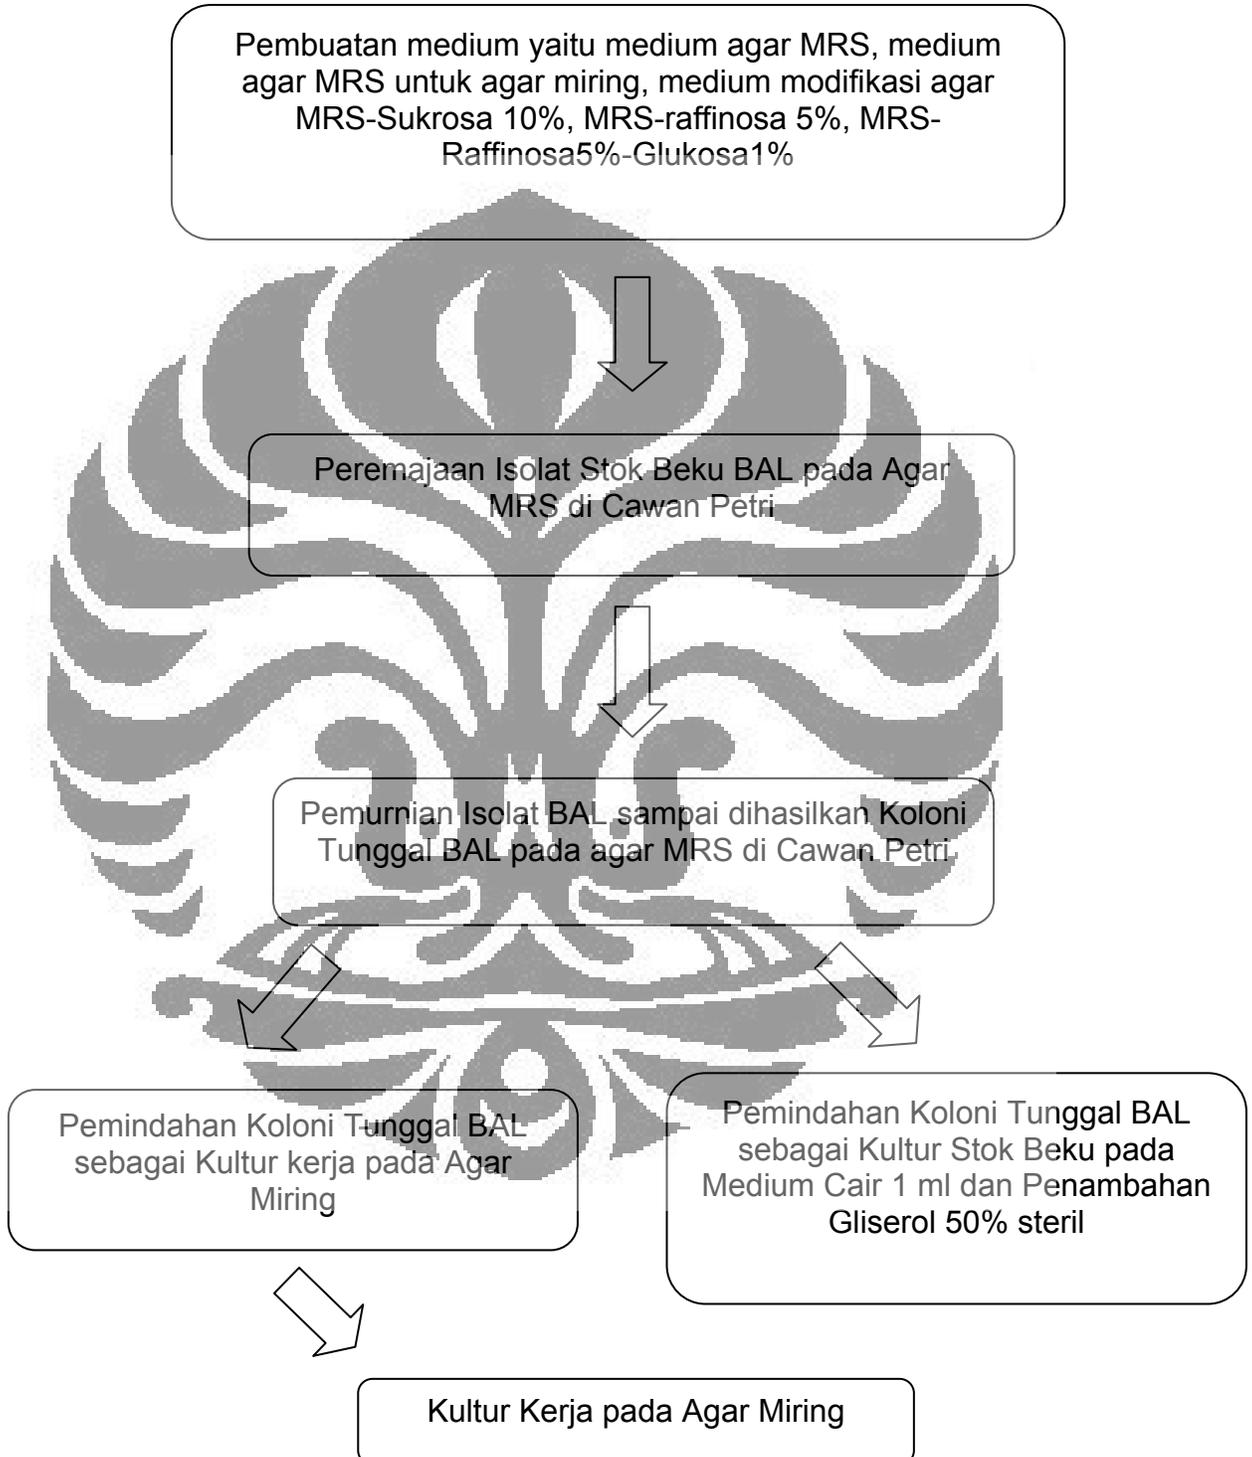 Pembuatan medium yaitu medium agar MRS, medium
agar MRS untuk agar miring, medium modifikasi agar
MRS-Sukrosa 10%, MRS-raffinosa 5%, MRS-
Raffinosa5%-Glukosa1%
Peremajaan Isolat Stok Beku BAL pada Agar
MRS di Cawan Petri
Pemurnian Isolat BAL sampai dihasilkan Koloni
Tunggal BAL pada agar MRS di Cawan Petri
Pemindahan Koloni Tunggal BAL
sebagai Kultur kerja pada Agar
Miring
Pemindahan Koloni Tunggal BAL
sebagai Kultur Stok Beku pada
Medium Cair 1 ml dan Penambahan
Gliserol 50% steril
Kultur Kerja pada Agar Miring